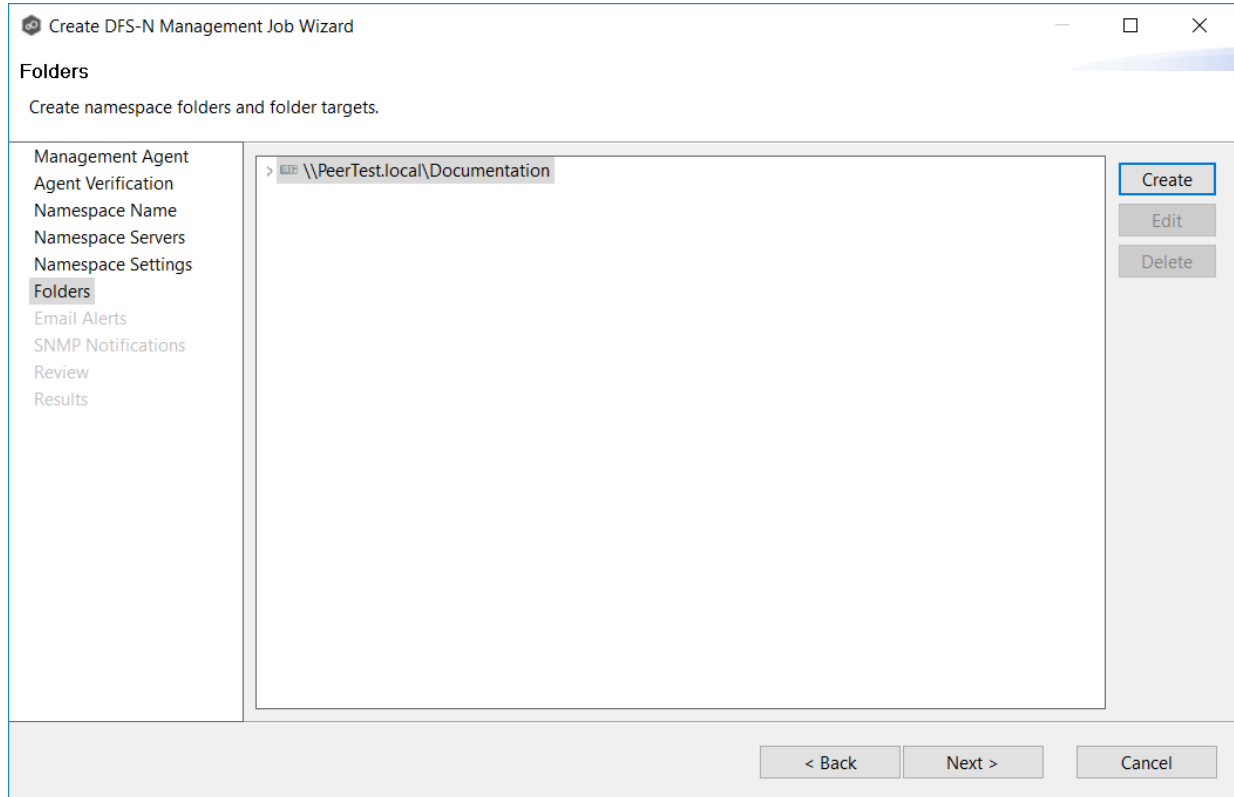 Create DFS-N Management Job Wizard
Folders
Create namespace folders and folder targets.
Management Agent
Agent Verification
Namespace Name
Namespace Servers
Namespace Settings
Folders
Email Alerts
SNMP Notifications
Review
Results
\\PeerTest.local\Documentation
Create
Edit
Delete
< Back
Next >
Cancel